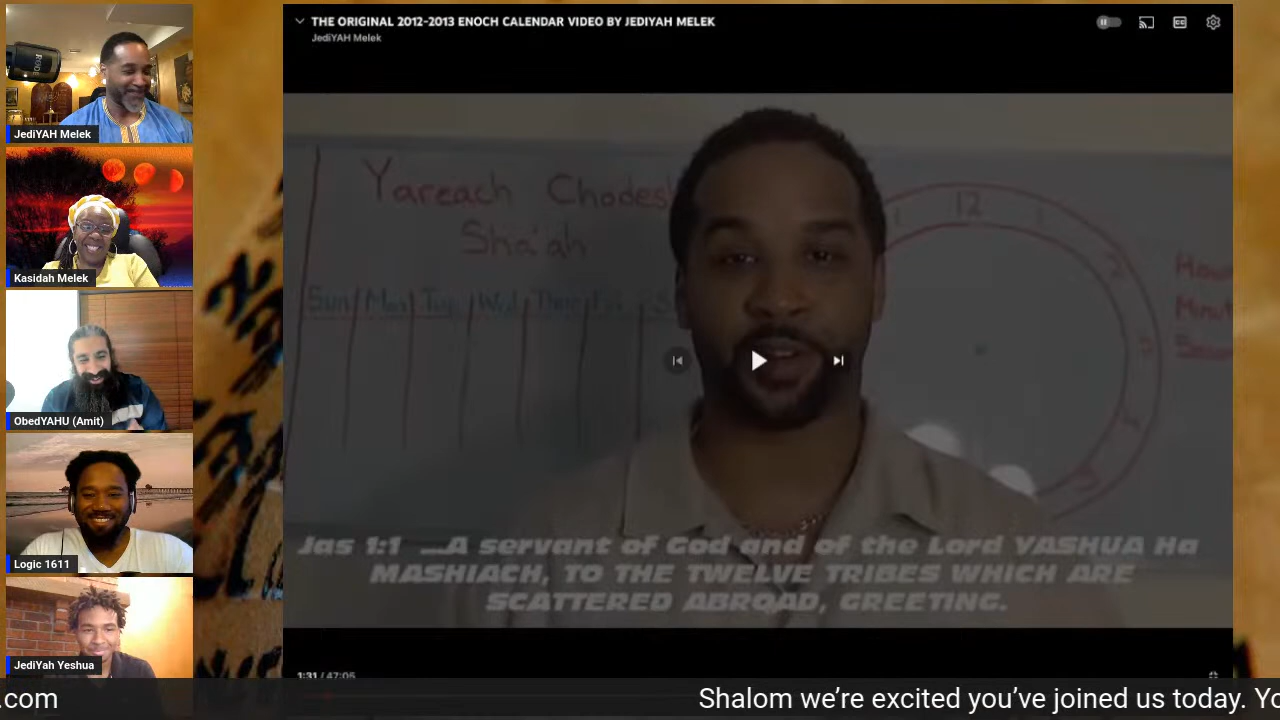 THE ORIGINAL 2012-2013 ENOCH CALENDAR VIDEO BY JEDIYAH MELEK
JediYAH Melek
CC
RODE
JediYAH Melek
Kasidah Melek
ObedYAHU (Amit)
Logic 1611
JediYah Yeshua
Yareach Chodesh
Sha'ah
Sun Mon Tue Wed Thur Fri
12
1
Jas 1:1 ...A servant of God and of the Lord YASHUA Ha
MASHIACH, TO THE TWELVE TRIBES WHICH ARE
SCATTERED ABROAD, GREETING.
1:31 / 47:05
.com
Shalom we’re excited you’ve joined us today. Yo